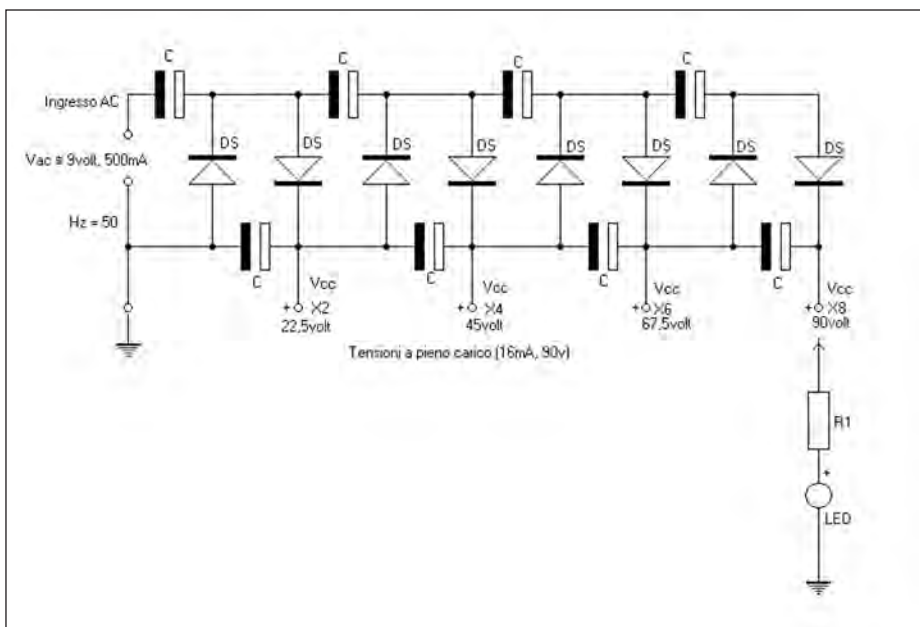 C
C
C
C
Ingresso AC
DS
DS
DS
DS
DS
DS
DS
DS
Vac ≅ 9volt, 500mA
Hz = 50
C
C
C
C
Vcc
+ X2
22,5volt
Vcc
+ X4
45volt
Vcc
+ X6
67,5volt
Vcc
+ X8
90volt
Tensioni a pieno carico (16mA, 90v)
R1
+
LED